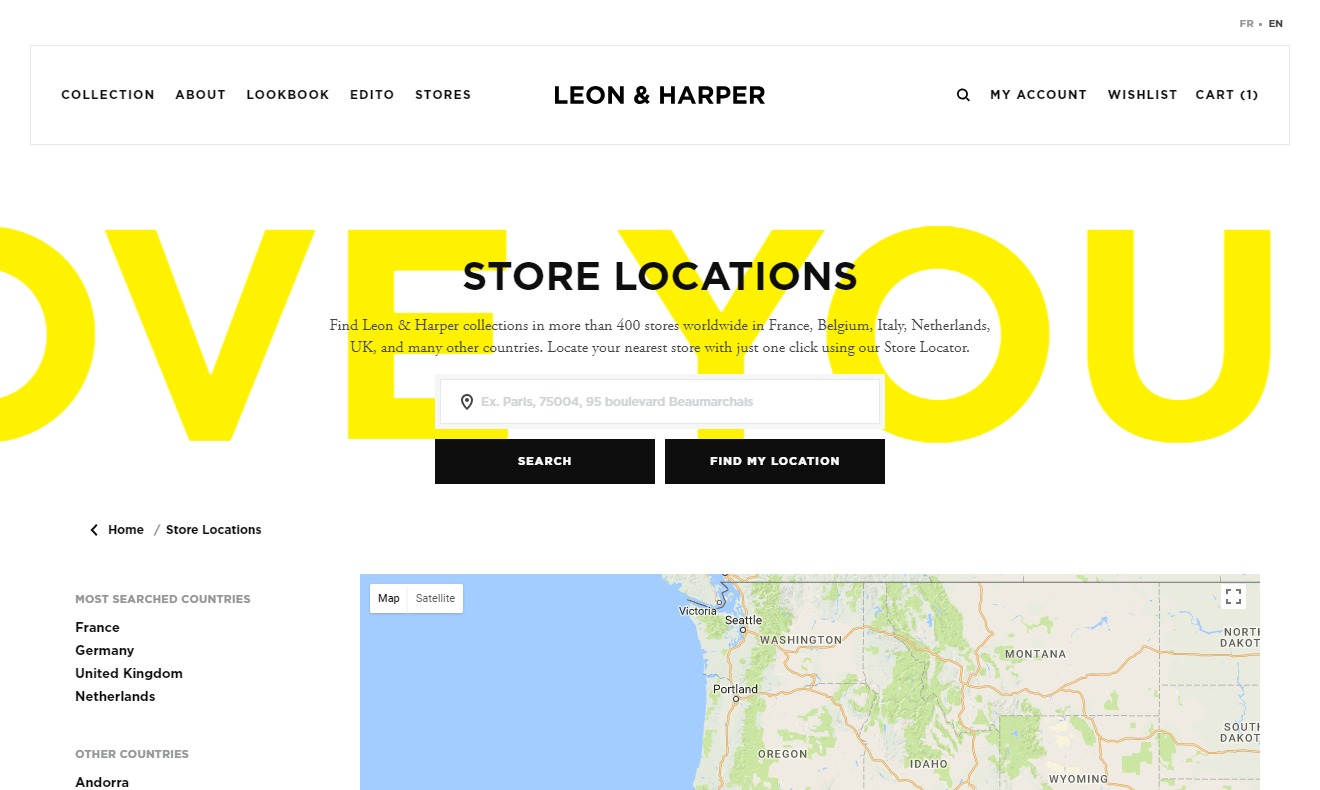 FR • EN
COLLECTION ABOUT LOOKBOOK EDITO STORES LEON & HARPER MY ACCOUNT WISHLIST CART (1)
OVE YOU
STORE LOCATIONS
Find Leon & Harper collections in more than 400 stores worldwide in France, Belgium, Italy, Netherlands,
UK, and many other countries. Locate your nearest store with just one click using our Store Locator.
Ex. Paris, 75004, 95 boulevard Beaumarchais
SEARCH FIND MY LOCATION
Home / Store Locations
MOST SEARCHED COUNTRIES
France
Germany
United Kingdom
Netherlands
OTHER COUNTRIES
Andorra
Map Satellite
Victoria
Seattle
WASHINGTON
MONTANA
NORTH
DAKOT
Portland
OREGON
IDAHO
WYOMING
SOUTH
DAKOT